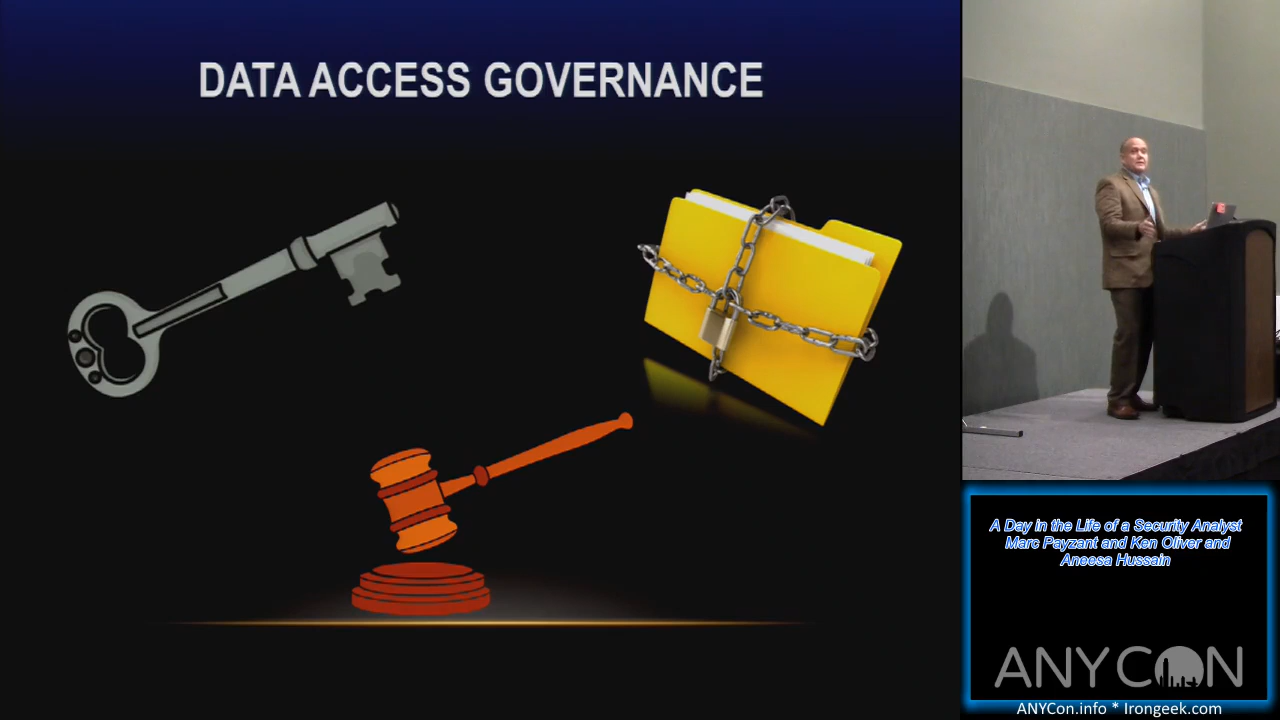 DATA ACCESS GOVERNANCE
A Day in the Life of a Security Analyst
Marc Payzant and Ken Oliver and
Aneesa Hussain
ANYCON
ANYCon.info * Irongeek.com